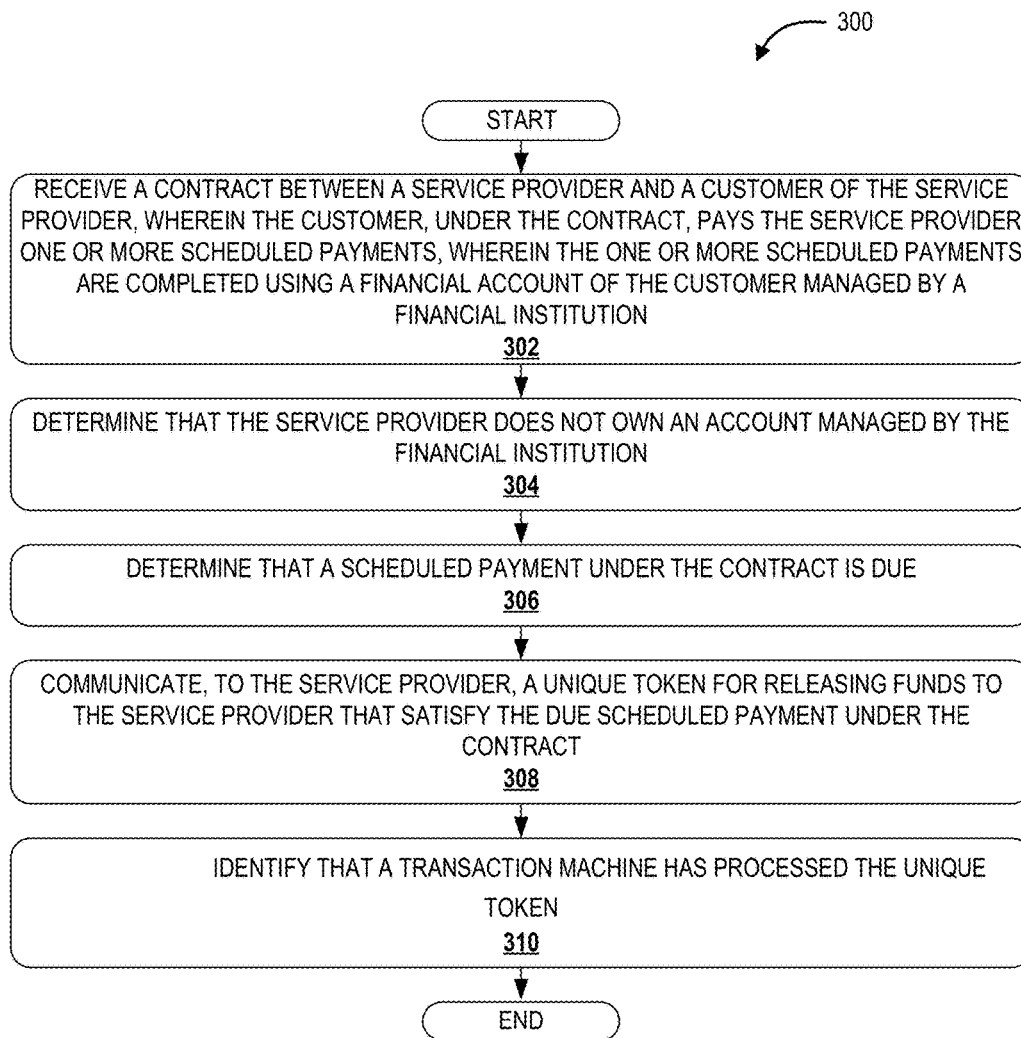 300
START
RECEIVE A CONTRACT BETWEEN A SERVICE PROVIDER AND A CUSTOMER OF THE SERVICE
PROVIDER, WHEREIN THE CUSTOMER, UNDER THE CONTRACT, PAYS THE SERVICE PROVIDER
ONE OR MORE SCHEDULED PAYMENTS, WHEREIN THE ONE OR MORE SCHEDULED PAYMENTS
ARE COMPLETED USING A FINANCIAL ACCOUNT OF THE CUSTOMER MANAGED BY A
FINANCIAL INSTITUTION
302
DETERMINE THAT THE SERVICE PROVIDER DOES NOT OWN AN ACCOUNT MANAGED BY THE
FINANCIAL INSTITUTION
304
DETERMINE THAT A SCHEDULED PAYMENT UNDER THE CONTRACT IS DUE
306
COMMUNICATE, TO THE SERVICE PROVIDER, A UNIQUE TOKEN FOR RELEASING FUNDS TO
THE SERVICE PROVIDER THAT SATISFY THE DUE SCHEDULED PAYMENT UNDER THE
CONTRACT
308
IDENTIFY THAT A TRANSACTION MACHINE HAS PROCESSED THE UNIQUE
TOKEN
310
END